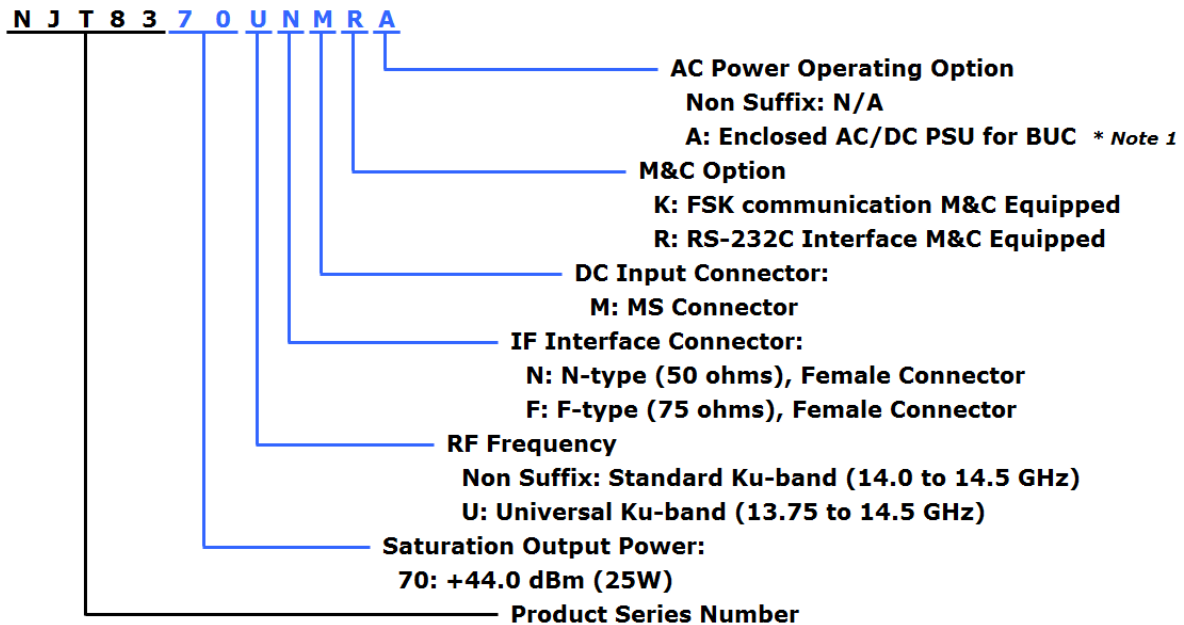 N J T 8 3 7 0 U N M R A
AC Power Operating Option
Non Suffix: N/A
A: Enclosed AC/DC PSU for BUC * Note 1
M&C Option
K: FSK communication M&C Equipped
R: RS-232C Interface M&C Equipped
DC Input Connector:
M: MS Connector
IF Interface Connector:
N: N-type (50 ohms), Female Connector
F: F-type (75 ohms), Female Connector
RF Frequency
Non Suffix: Standard Ku-band (14.0 to 14.5 GHz)
U: Universal Ku-band (13.75 to 14.5 GHz)
Saturation Output Power:
70: +44.0 dBm (25W)
Product Series Number